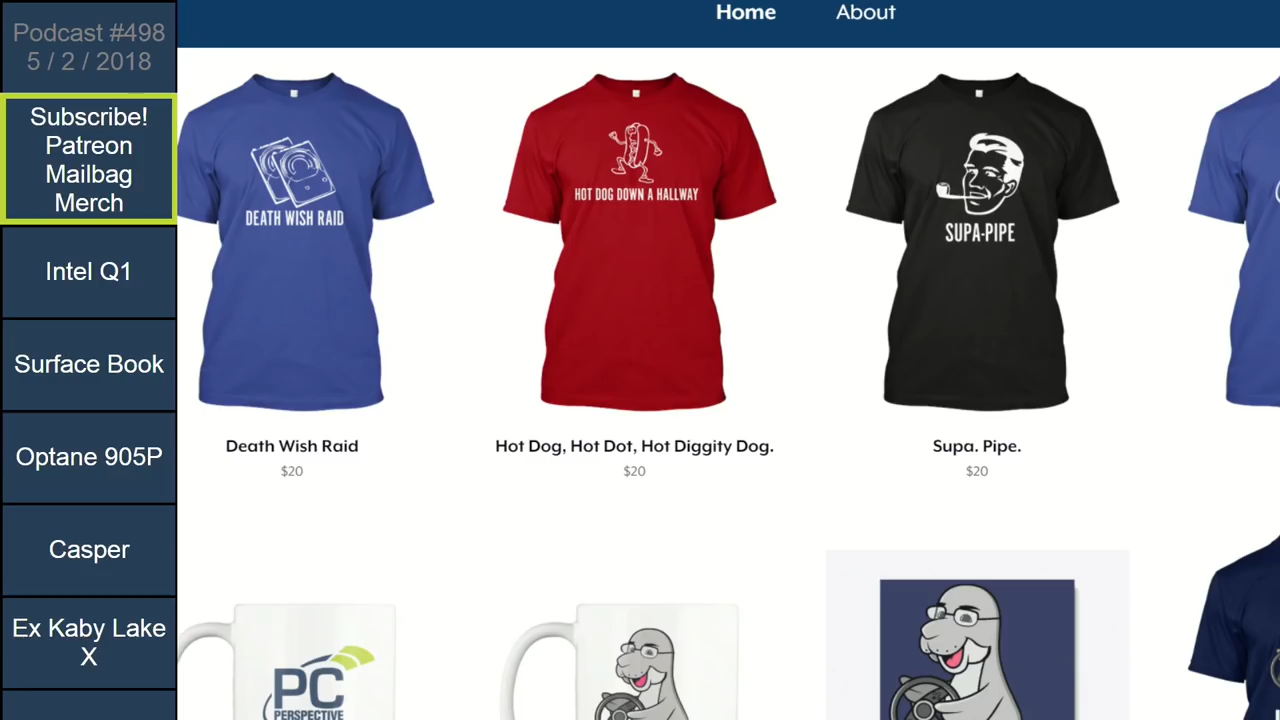 Podcast #498
5 / 2 / 2018
Subscribe!
Patreon
Mailbag
Merch
Intel Q1
Surface Book
Optane 905P
Casper
Ex Kaby Lake
X
Home
About
DEATH WISH RAID
HOT DOG DOWN A HALLWAY
SUPA-PIPE
Death Wish Raid
$20
Hot Dog, Hot Dot, Hot Diggity Dog.
$20
Supa. Pipe.
$20
PC
PERSPECTIVE